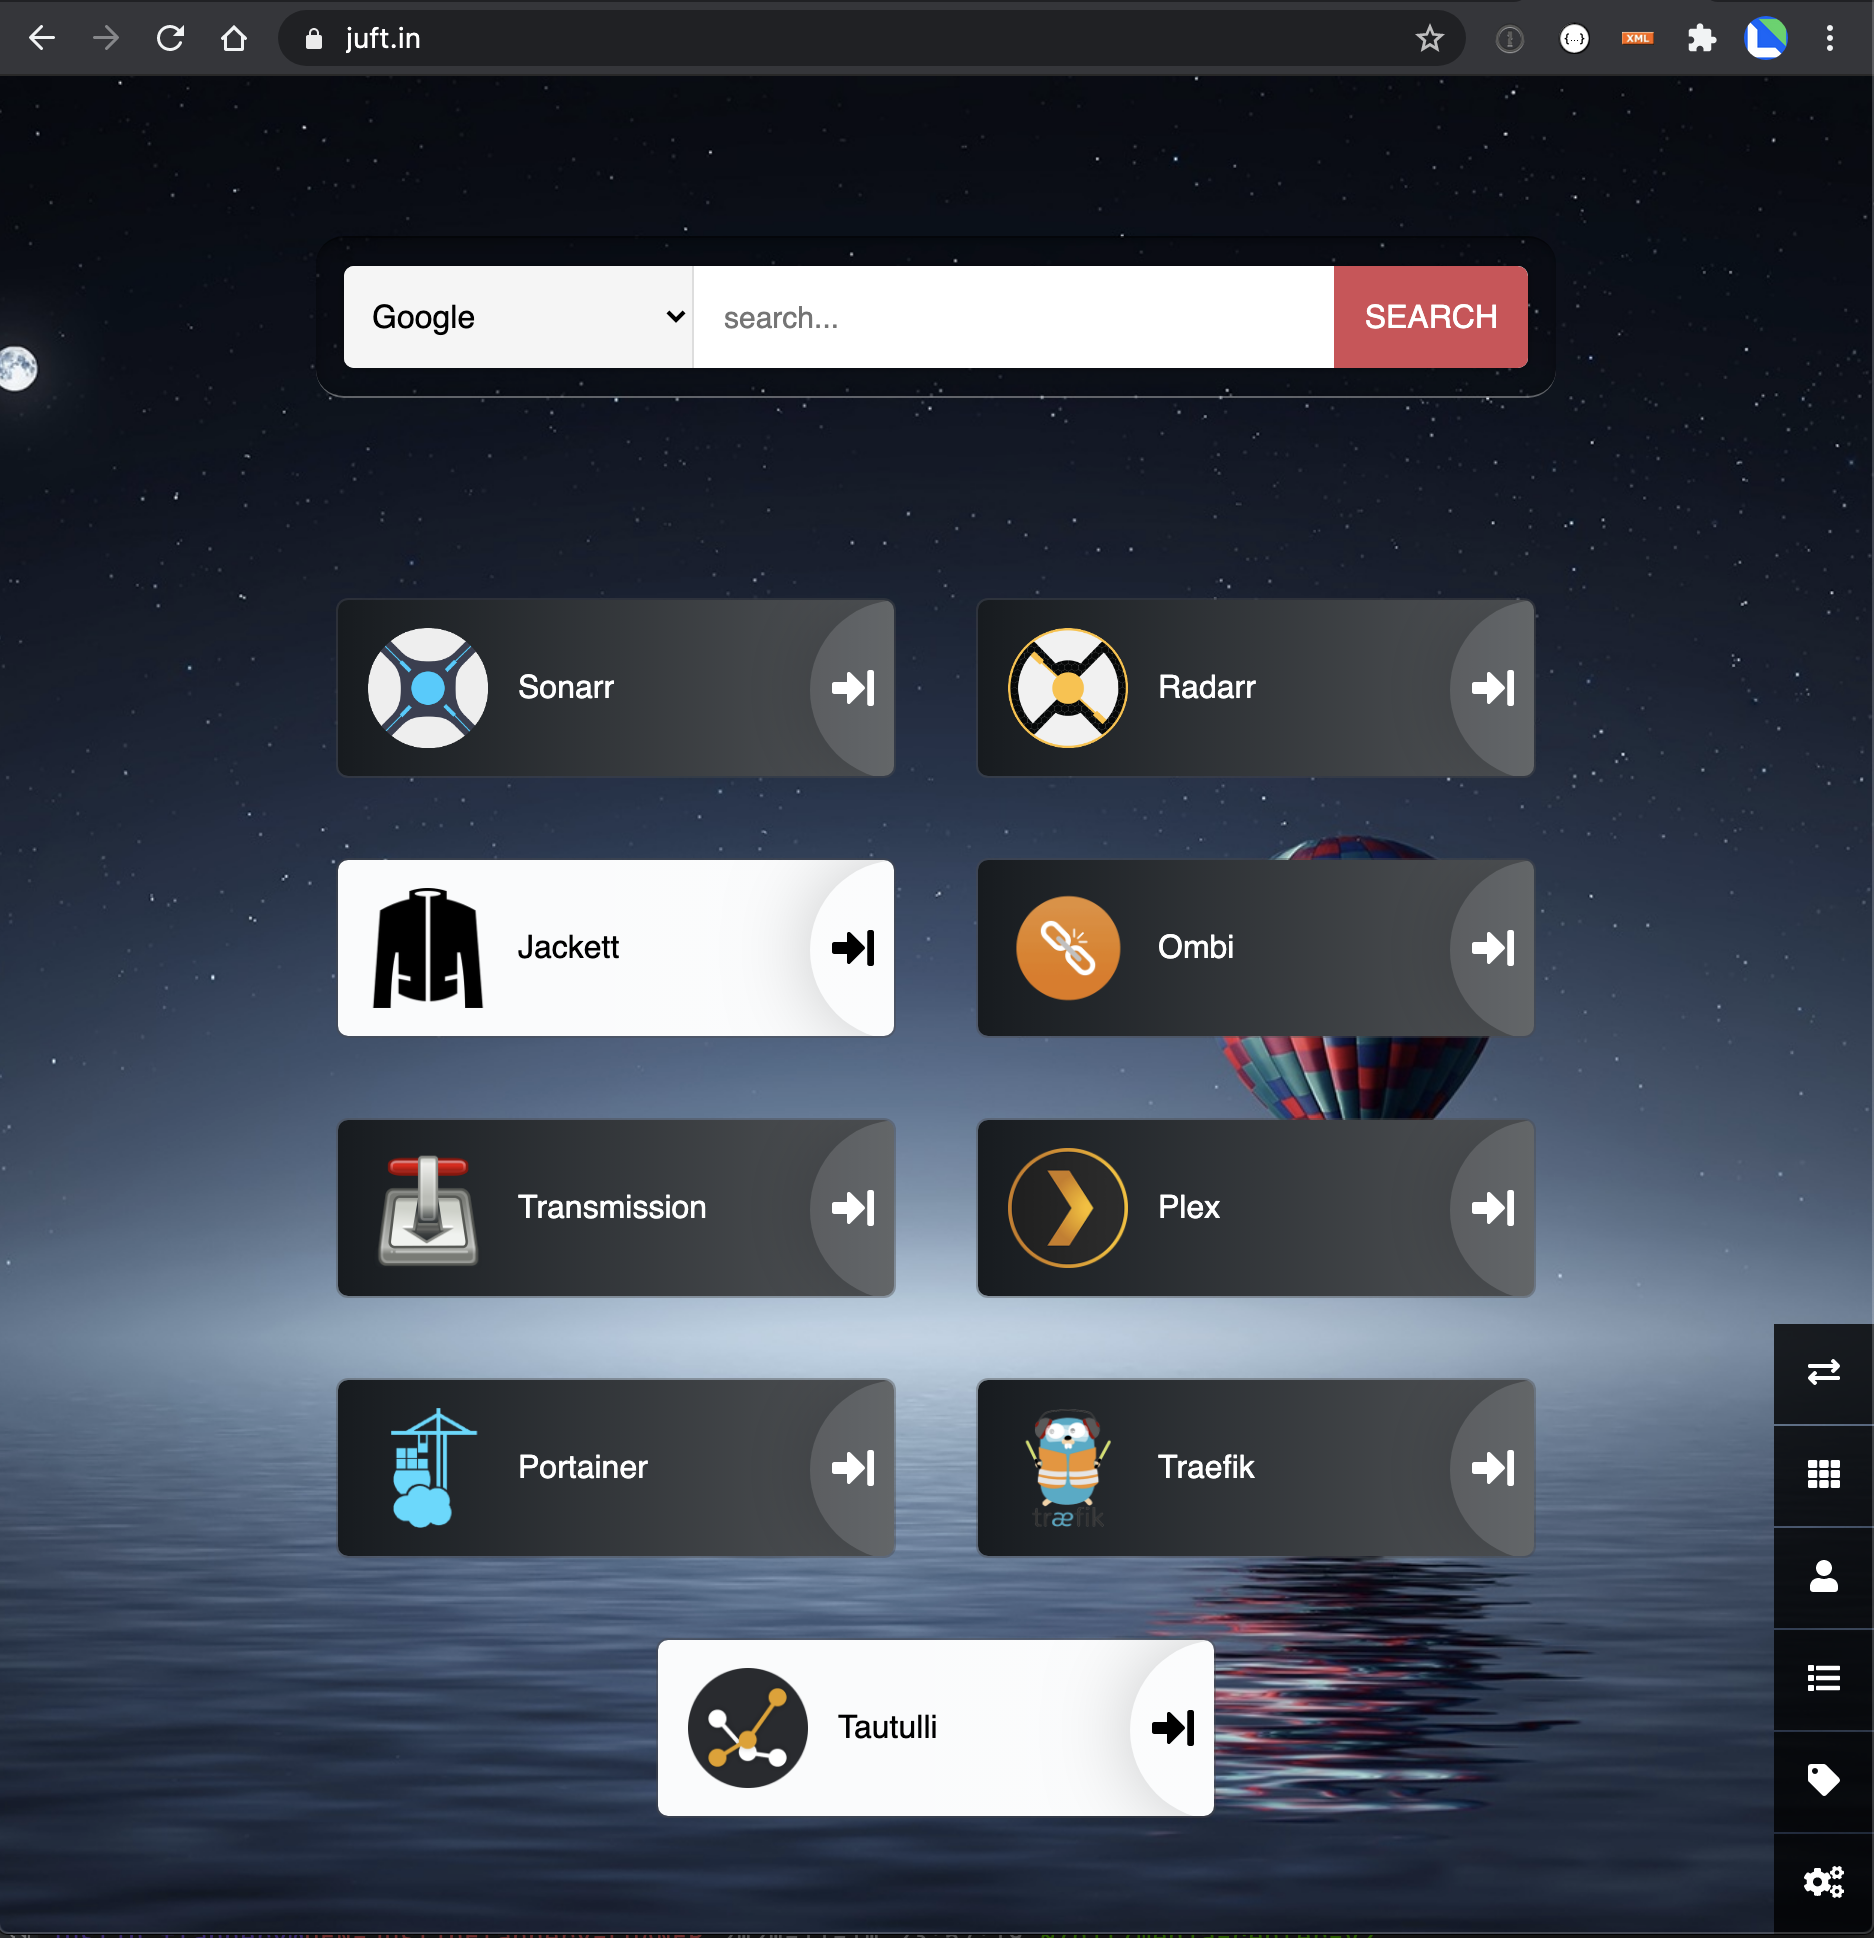 juft.in
{...}
XML
Google
search...
SEARCH
Sonarr
Radarr
Jackett
Ombi
Transmission
Plex
Portainer
Traefik
træfik
Tautulli